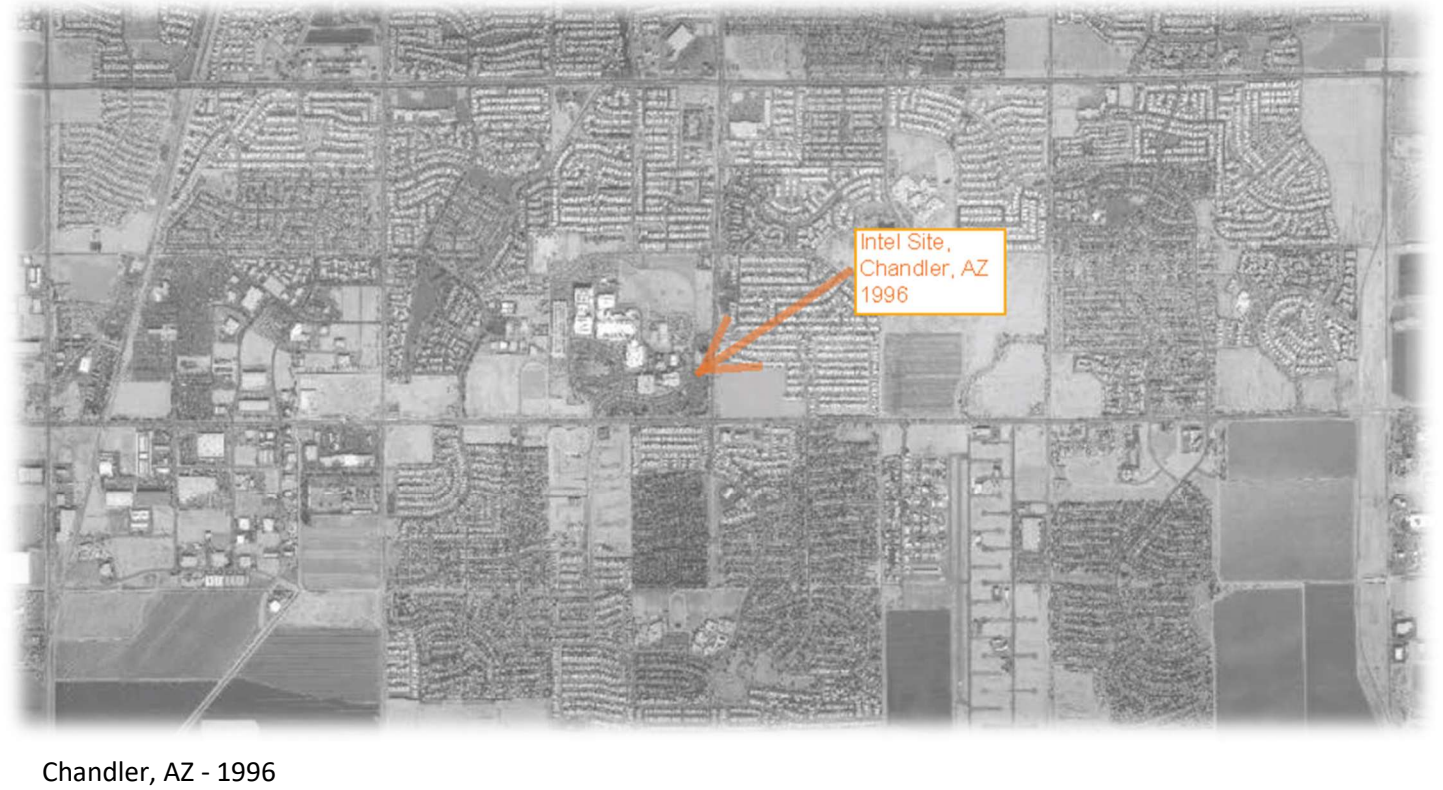 Intel Site,
Chandler, AZ
1996
Chandler, AZ - 1996